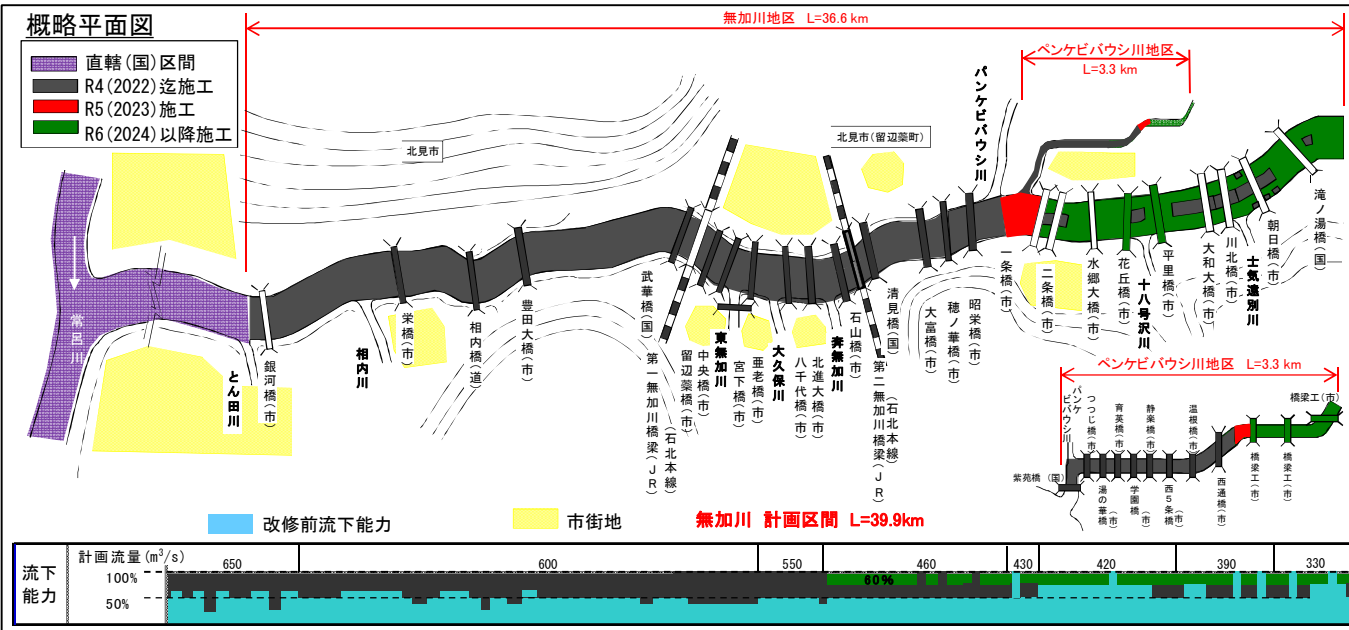 概略平面図
直轄(国)区間
R4(2022)迄施工
R5(2023)施工
R6(2024)以降施工
無加川地区 L=36.6 km
ペンケビバウシ川地区
L=3.3 km
パンケビバウシ川
北見市
北見市(留辺蘂町)
常呂川
とん田川
銀河橋(市)
相内川
栄橋(市)
相内橋(道)
豊田大橋(市)
武華橋(国)
第一無加川橋梁(JR)
(石北本線)
留辺蘂橋(市)
中央橋(市)
東無加川
宮下橋(市)
亜老橋(市)
大久保川
八千代橋(市)
北進大橋(市)
奔無加川
石山橋(市)
第二無加川橋梁(JR)
(石北本線)
清見橋(国)
大富橋(市)
穂ノ華橋(市)
昭栄橋(市)
一条橋(市)
二条橋(市)
水郷大橋(市)
花丘橋(市)
十八号沢川
平里橋(市)
大和大橋(市)
川北橋(市)
士気連別川
朝日橋(市)
滝ノ湯橋(国)
ペンケビバウシ川地区 L=3.3 km
パンケビバウシ川
紫苑橋(国)
つつじ橋(市)
湯の華橋(市)
育英橋(市)
学園橋(市)
静楽橋(市)
西5条橋(市)
温根橋(市)
西通橋(市)
橋梁工(市)
橋梁工(市)
橋梁工(市)
改修前流下能力
市街地
無加川 計画区間 L=39.9km
流下能力
計画流量(m³/s)
650
600
550
460
430
420
390
330
100%
50%
60%